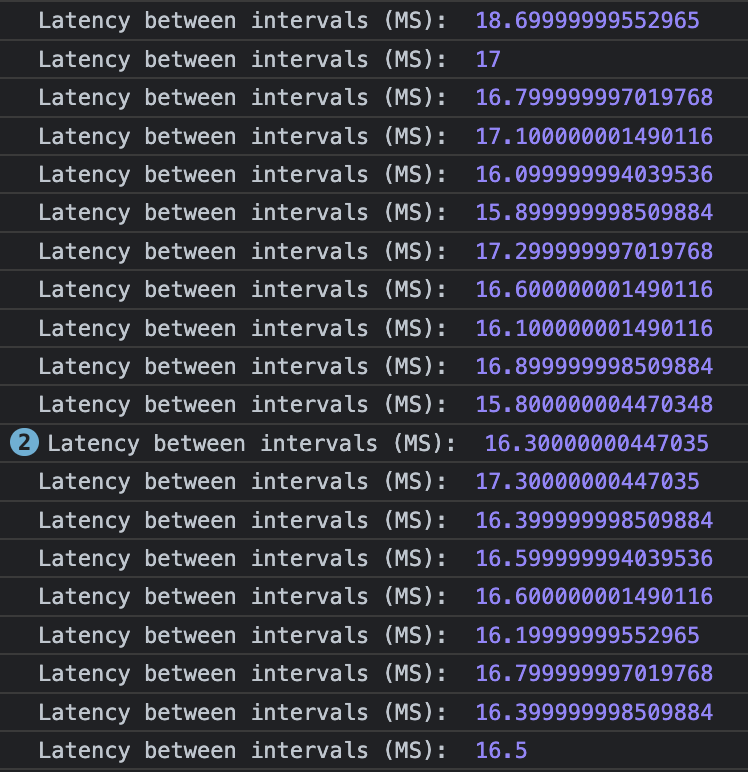 Latency between intervals (MS): 18.69999999552965
Latency between intervals (MS): 17
Latency between intervals (MS): 16.799999997019768
Latency between intervals (MS): 17.100000001490116
Latency between intervals (MS): 16.099999994039536
Latency between intervals (MS): 15.899999998509884
Latency between intervals (MS): 17.299999997019768
Latency between intervals (MS): 16.600000001490116
Latency between intervals (MS): 16.100000001490116
Latency between intervals (MS): 16.899999998509884
Latency between intervals (MS): 15.800000004470348
2 Latency between intervals (MS): 16.30000000447035
Latency between intervals (MS): 17.30000000447035
Latency between intervals (MS): 16.399999998509884
Latency between intervals (MS): 16.599999994039536
Latency between intervals (MS): 16.600000001490116
Latency between intervals (MS): 16.19999999552965
Latency between intervals (MS): 16.799999997019768
Latency between intervals (MS): 16.399999998509884
Latency between intervals (MS): 16.5